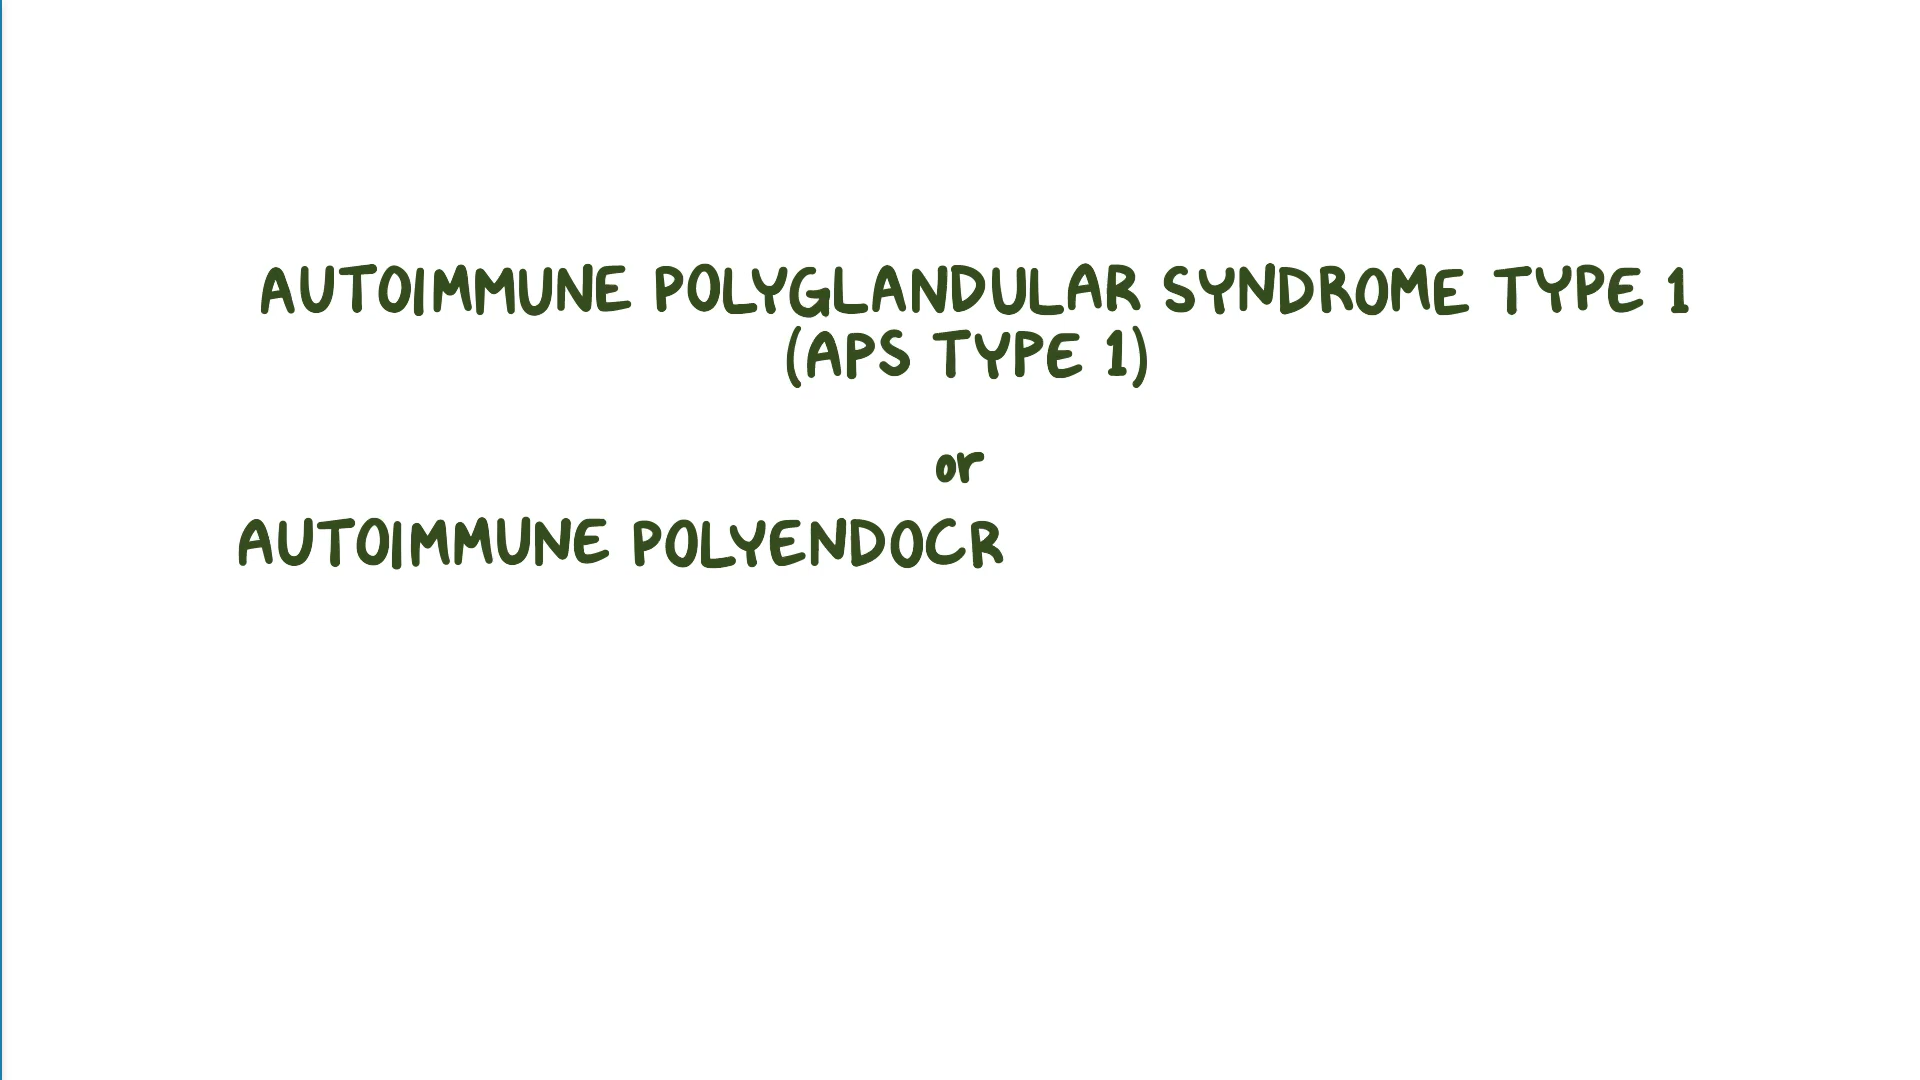 AUTOIMMUNE POLYGLANDULAR SYNDROME TYPE 1
(APS TYPE 1)
or
AUTOIMMUNE POLYENDOCR